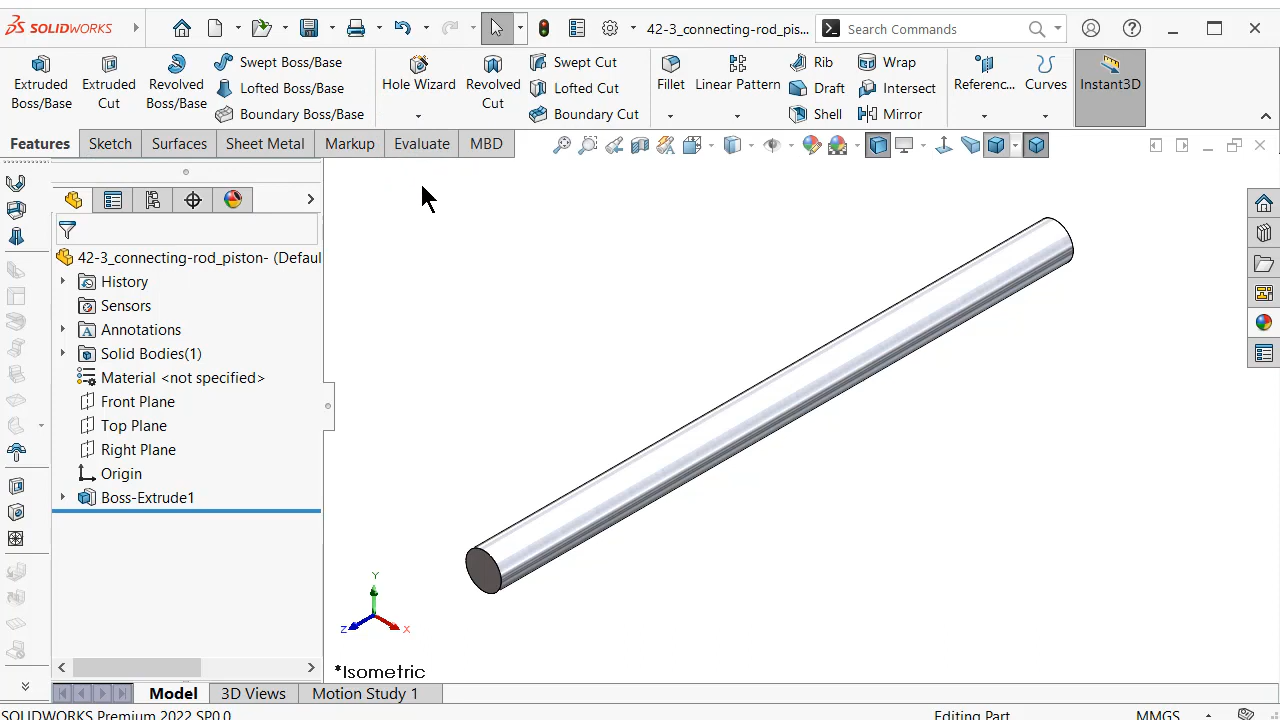 SOLIDWORKS
42-3_connecting-rod_pis...
Search Commands
Extruded Boss/Base
Extruded Cut
Revolved Boss/Base
Swept Boss/Base
Lofted Boss/Base
Boundary Boss/Base
Hole Wizard
Revolved Cut
Swept Cut
Lofted Cut
Boundary Cut
Fillet
Linear Pattern
Rib
Draft
Shell
Wrap
Intersect
Mirror
Referenc...
Curves
Instant3D
Features Sketch Surfaces Sheet Metal Markup Evaluate MBD
42-3_connecting-rod_piston- (Defaul
History
Sensors
Annotations
Solid Bodies(1)
Material <not specified>
Front Plane
Top Plane
Right Plane
Origin
Boss-Extrude1
Y
Z
X
*Isometric
Model 3D Views Motion Study 1
SOLIDWORKS Premium 2022 SP0.0
Editing Part
MMGS